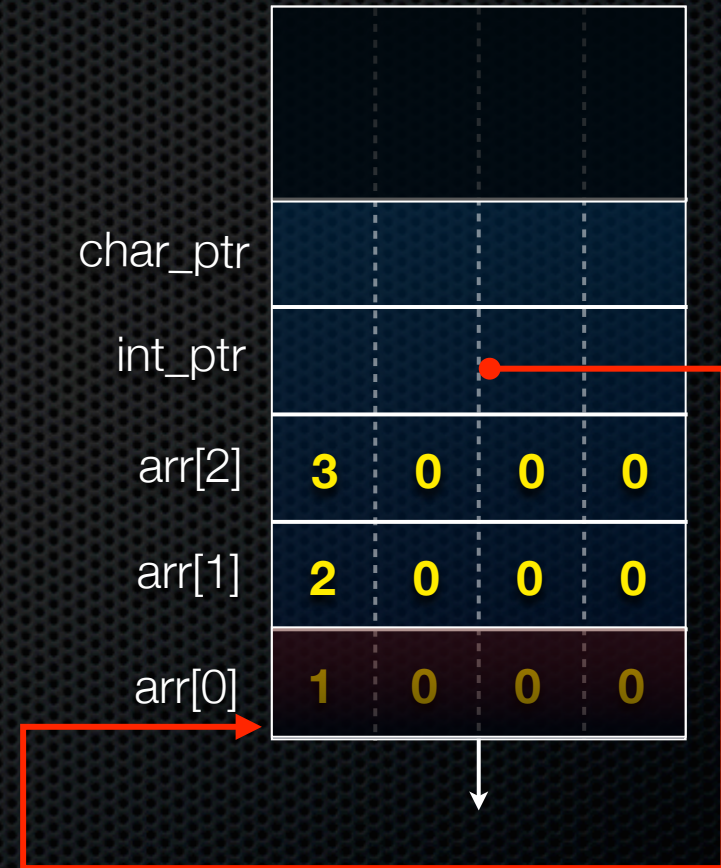 char_ptr
int_ptr
arr[2] 3 0 0 0
arr[1] 2 0 0 0
arr[0] 1 0 0 0